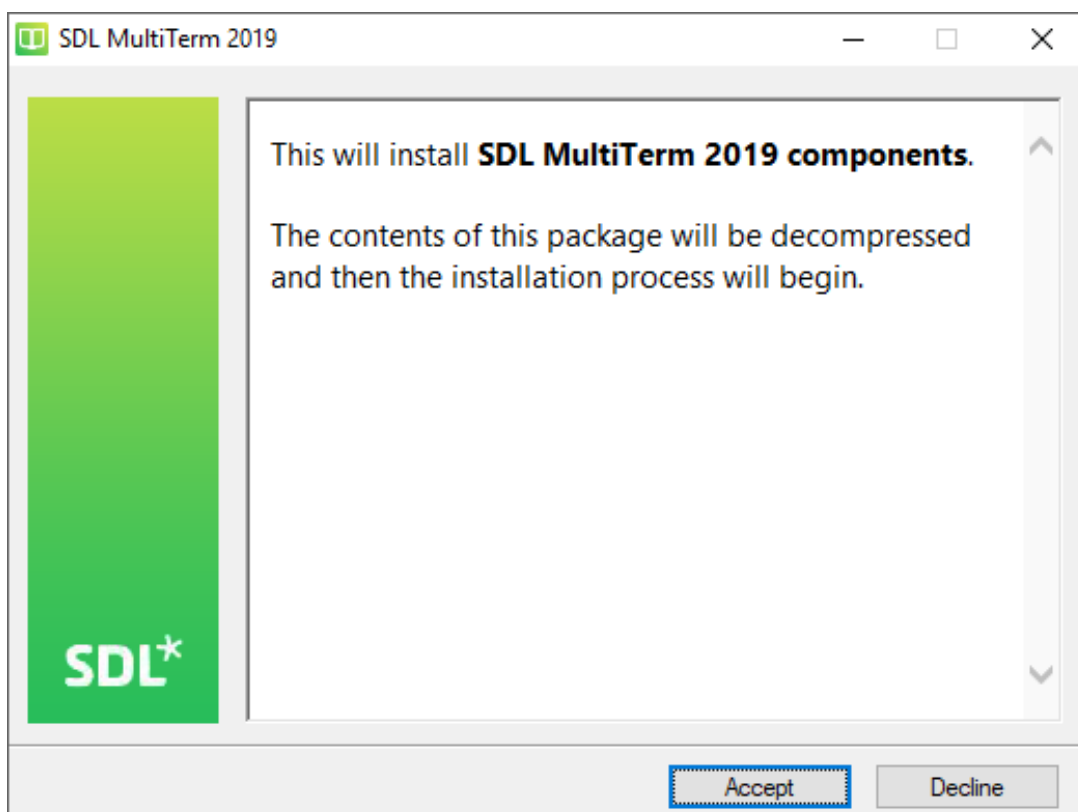 SDL MultiTerm 2019
This will install SDL MultiTerm 2019 components.
The contents of this package will be decompressed
and then the installation process will begin.
SDL*
Accept
Decline